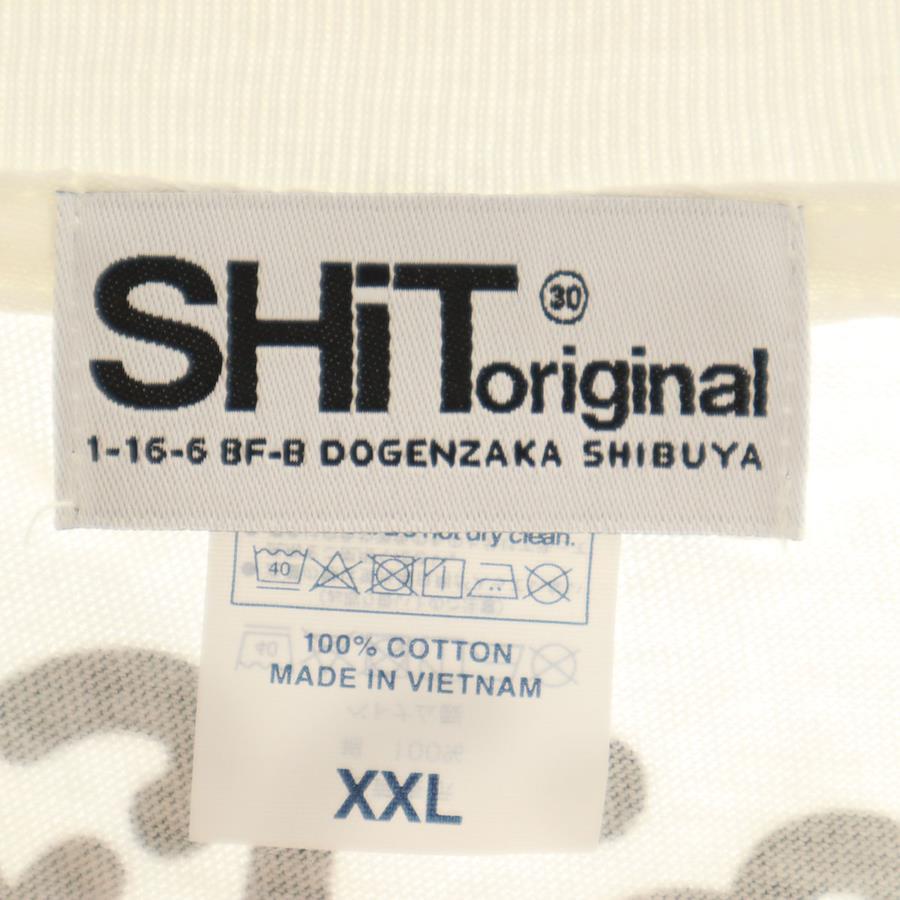 SHiT 30 original
1-16-6 BF-B DOGENZAKA SHIBUYA
not dry clean.
40
100% COTTON
MADE IN VIETNAM
XXL